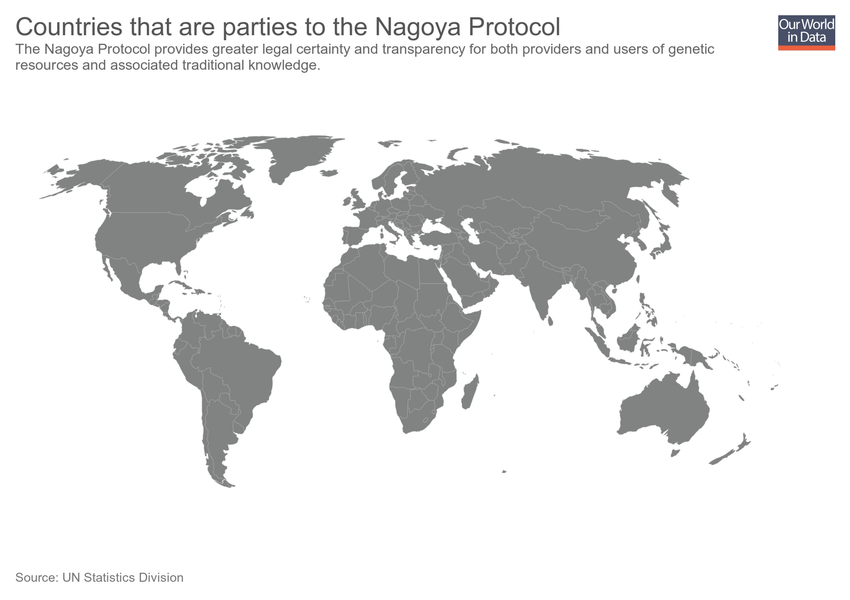 Countries that are parties to the Nagoya Protocol
Our World
in Data
The Nagoya Protocol provides greater legal certainty and transparency for both providers and users of genetic
resources and associated traditional knowledge.
Source: UN Statistics Division